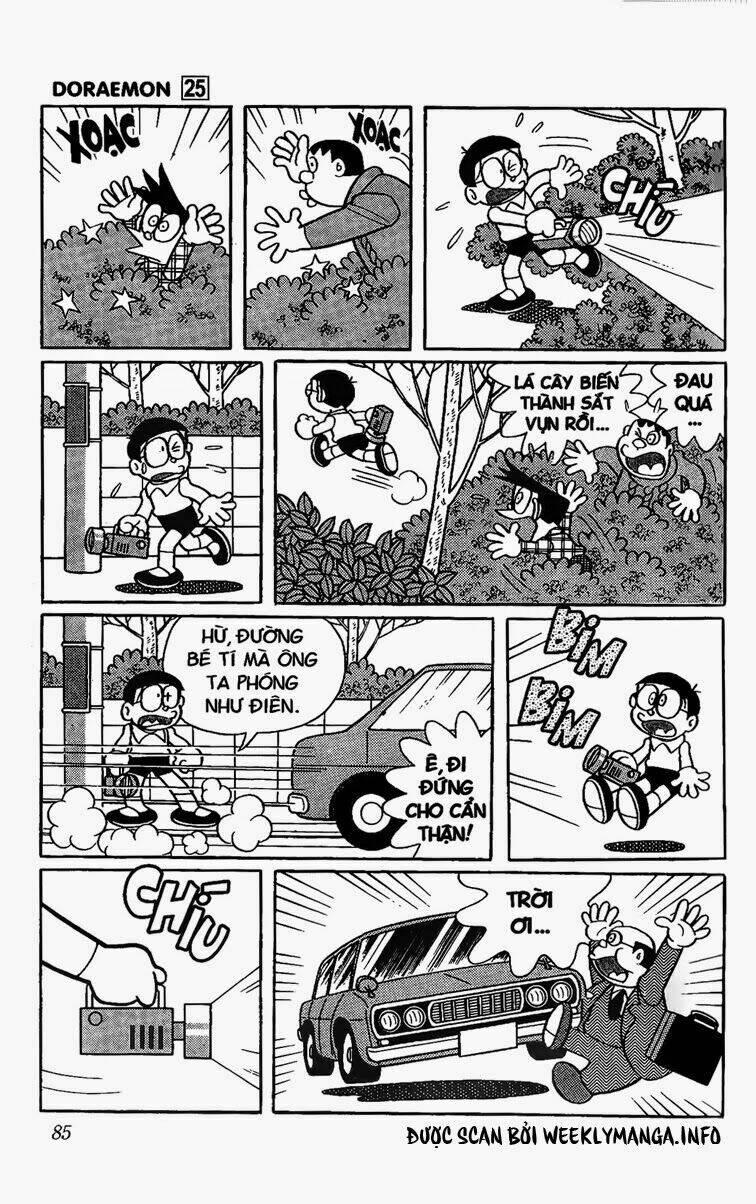 DORAEMON 25
XOẠC
XOẠC
CHÍU
LÁ CÂY BIẾN
THÀNH SẮT
VỤN RỒI...
ĐAU
QUÁ
...
HỪ, ĐƯỜNG
BÉ TÍ MÀ ÔNG
TA PHÓNG
NHƯ ĐIÊN.
Ê, ĐI
ĐỨNG
CHO CẨN
THẬN!
BIM
BIM
CHÍU
TRỜI
ƠI...
85
ĐƯỢC SCAN BỞI WEEKLYMANGA.INFO